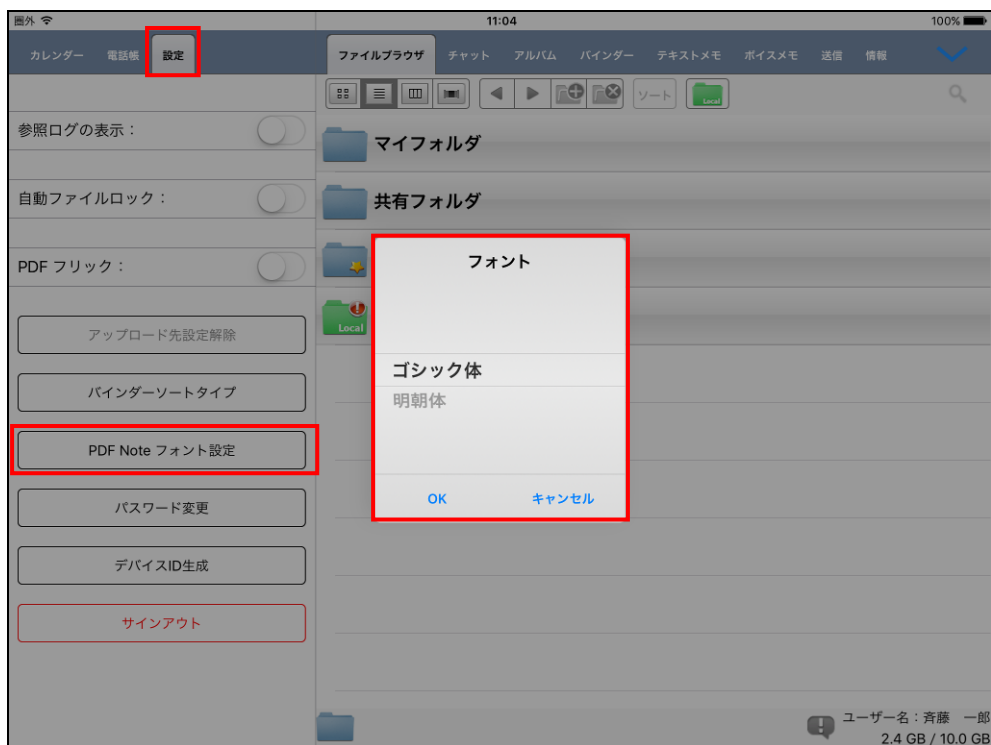 圏外 11:04 100%
カレンダー 電話帳 設定 ファイルブラウザ チャット アルバム バインダー テキストメモ ボイスメモ 送信 情報
ソート Local
参照ログの表示：
マイフォルダ
自動ファイルロック：
共有フォルダ
PDF フリック：
フォント
Local
アップロード先設定解除
ゴシック体
バインダーソートタイプ
明朝体
PDF Note フォント設定
OK キャンセル
パスワード変更
デバイスID生成
サインアウト
ユーザー名：斉藤　一郎
2.4 GB / 10.0 GB